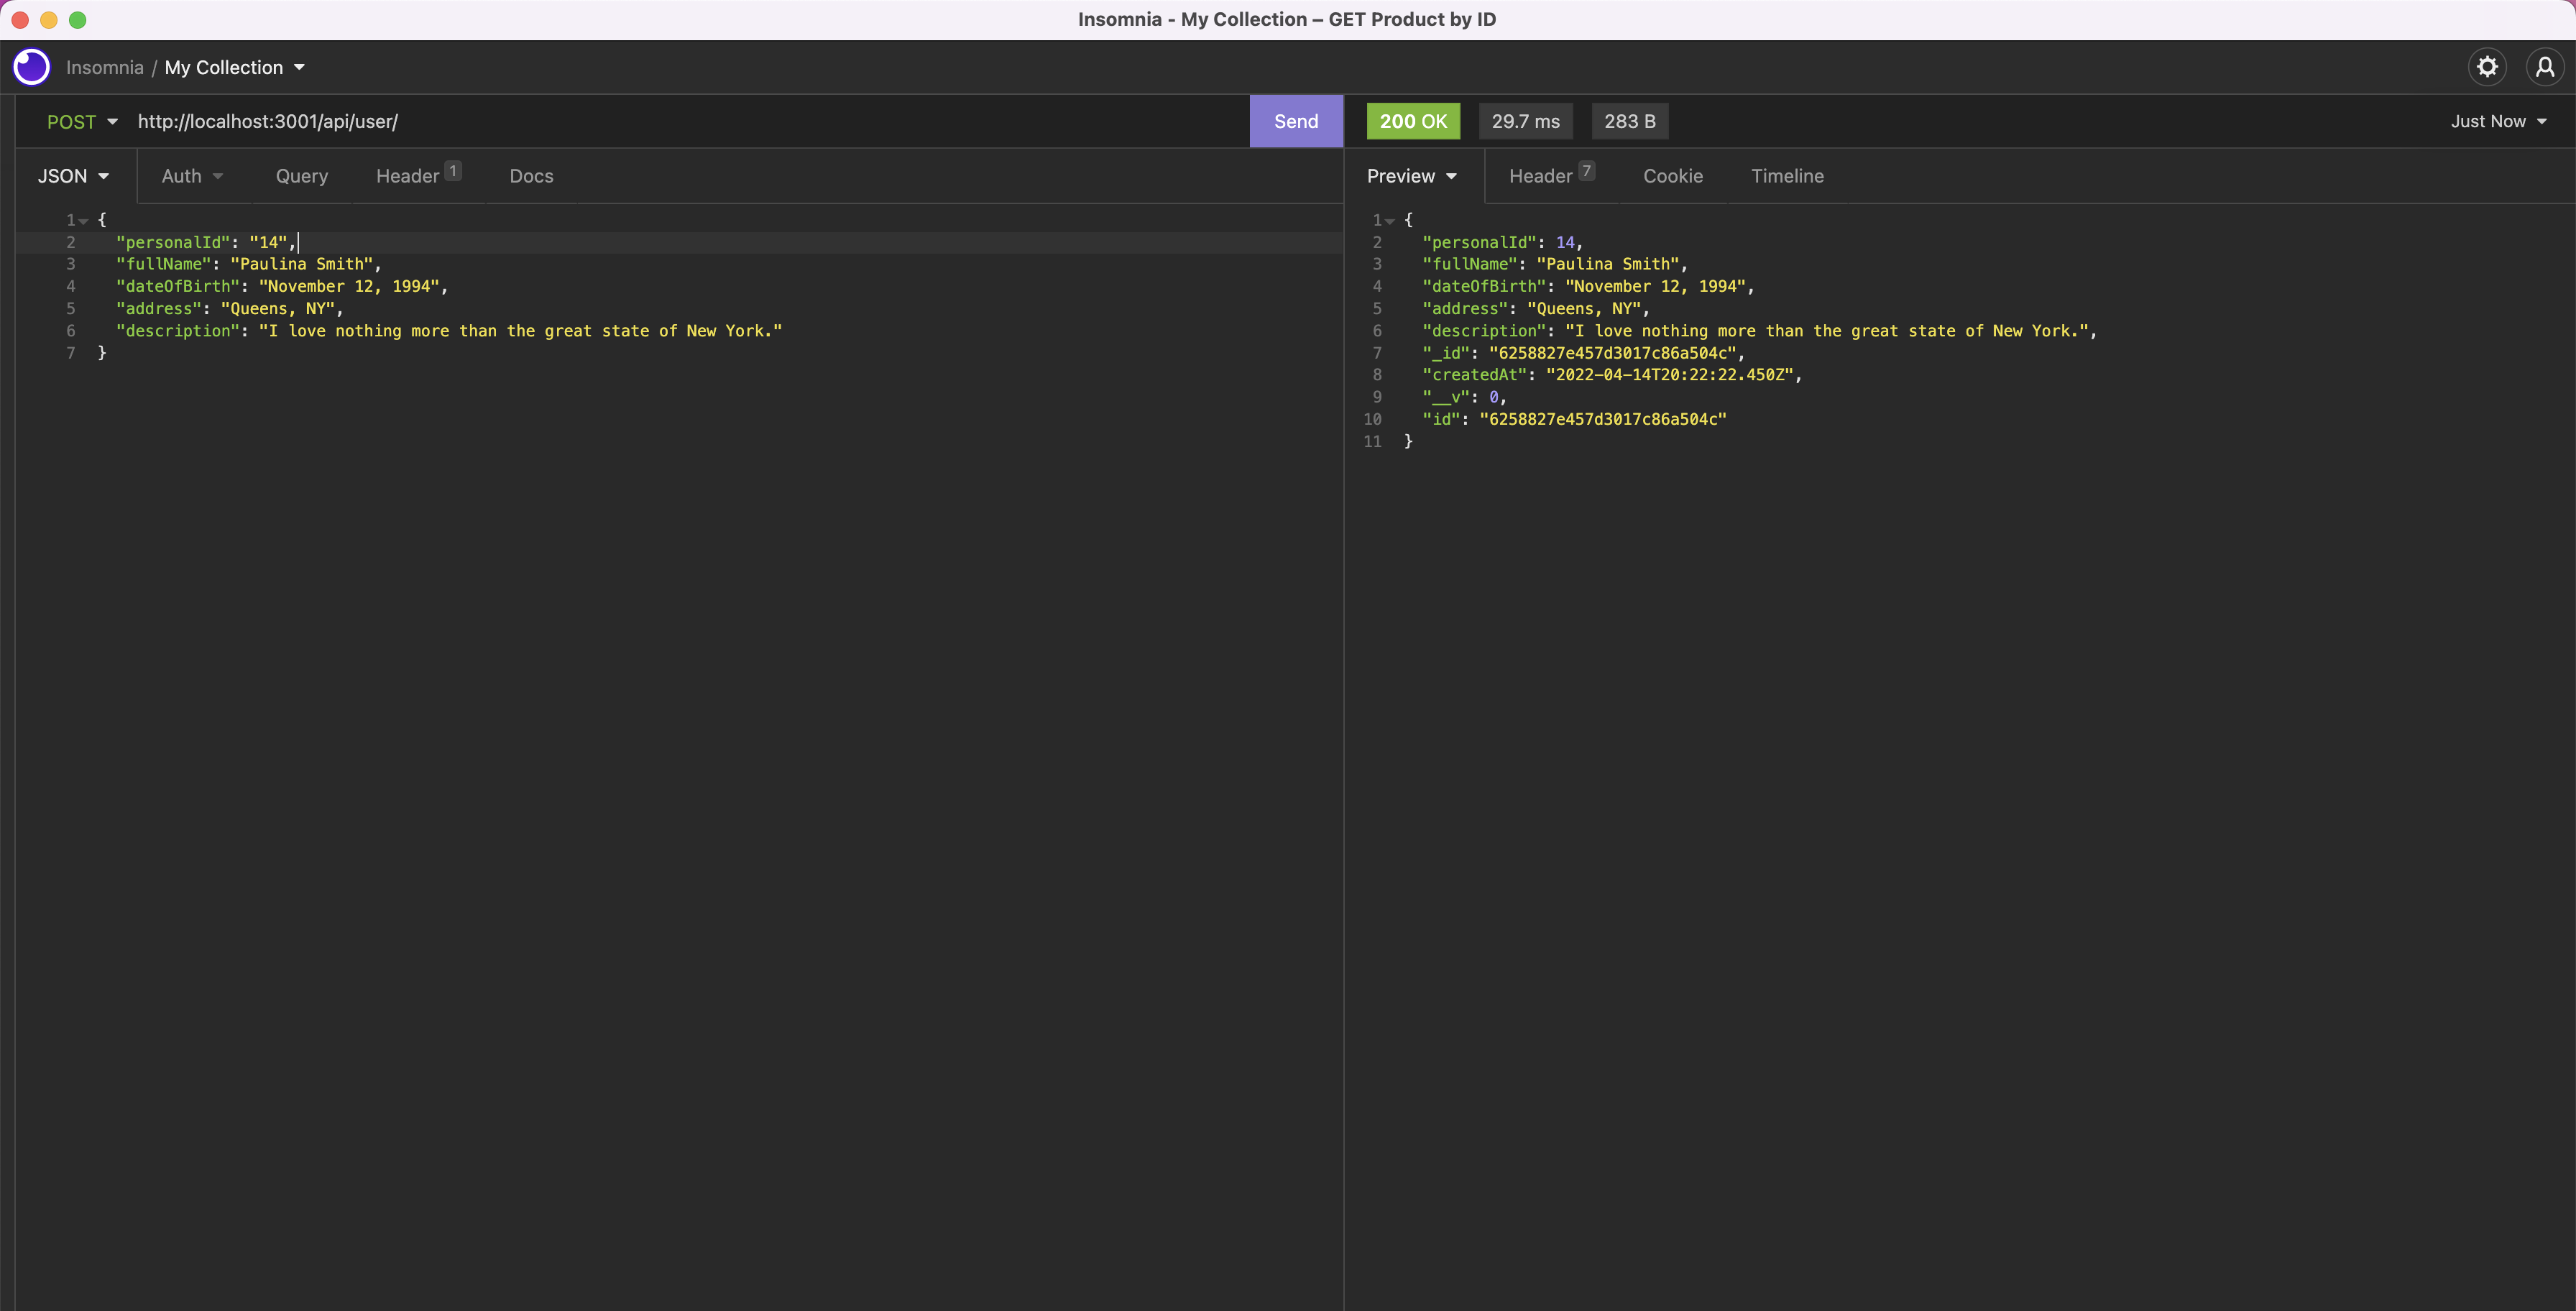 Insomnia - My Collection – GET Product by ID
Insomnia / My Collection
POST http://localhost:3001/api/user/ Send 200 OK 29.7 ms 283 B Just Now
JSON Auth Query Header 1 Docs
1 {
2 "personalId": "14",
3 "fullName": "Paulina Smith",
4 "dateOfBirth": "November 12, 1994",
5 "address": "Queens, NY",
6 "description": "I love nothing more than the great state of New York."
7 }
Preview Header 7 Cookie Timeline
1 {
2 "personalId": 14,
3 "fullName": "Paulina Smith",
4 "dateOfBirth": "November 12, 1994",
5 "address": "Queens, NY",
6 "description": "I love nothing more than the great state of New York.",
7 "_id": "6258827e457d3017c86a504c",
8 "createdAt": "2022-04-14T20:22:22.450Z",
9 "__v": 0,
10 "id": "6258827e457d3017c86a504c"
11 }